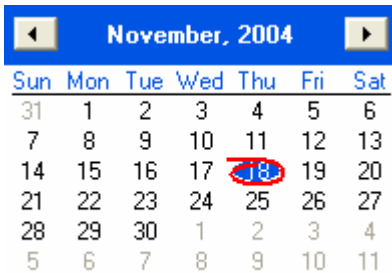 November, 2004
Sun Mon Tue Wed Thu Fri Sat
31 1 2 3 4 5 6
7 8 9 10 11 12 13
14 15 16 17 18 19 20
21 22 23 24 25 26 27
28 29 30 1 2 3 4
5 6 7 8 9 10 11